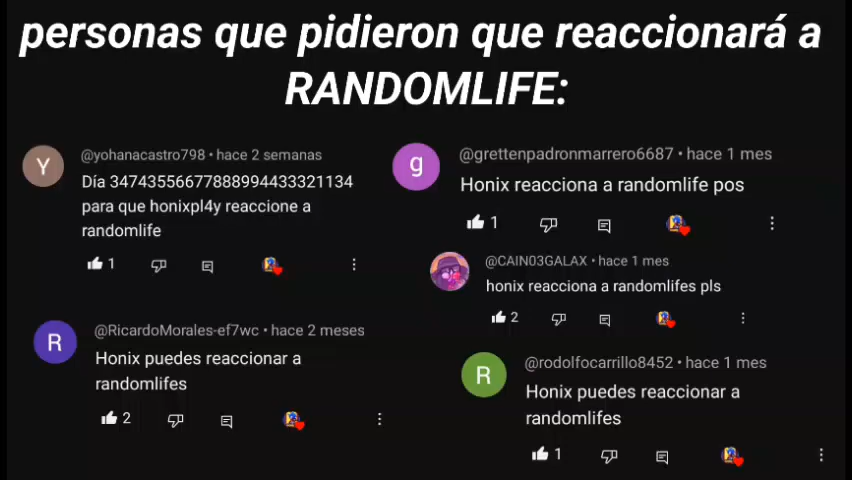 personas que pidieron que reaccionará a
RANDOMLIFE:
Y
@yohanacastro798 • hace 2 semanas
Día 34743556677888994433321134
para que honixpl4y reaccione a
randomlife
1
g
@grettenpadronmarrero6687 • hace 1 mes
Honix reacciona a randomlife pos
1
@CAIN03GALAX • hace 1 mes
honix reacciona a randomlifes pls
2
R
@RicardoMorales-ef7wc • hace 2 meses
Honix puedes reaccionar a
randomlifes
2
R
@rodolfocarrillo8452 • hace 1 mes
Honix puedes reaccionar a
randomlifes
1